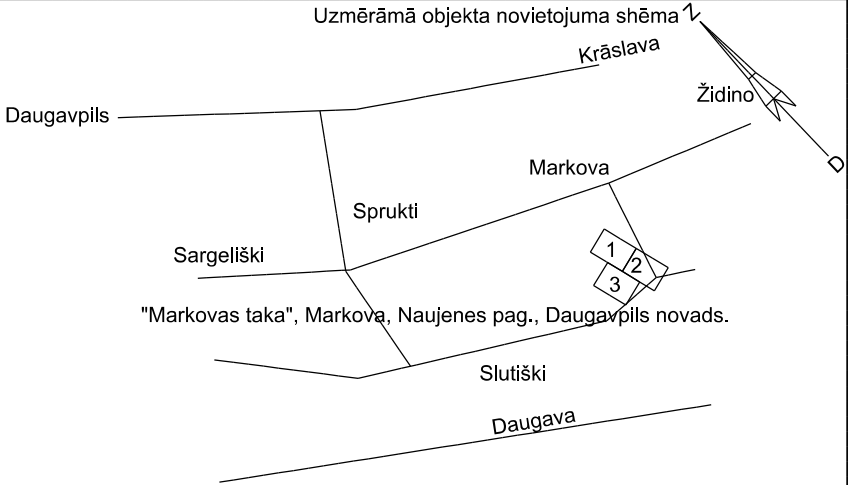 Uzmērāmā objekta novietojuma shēma
Z
Krāslava
Daugavpils
Židino
D
Markova
Sprukti
Sargeliški
1
2
3
"Markovas taka", Markova, Naujenes pag., Daugavpils novads.
Slutiški
Daugava